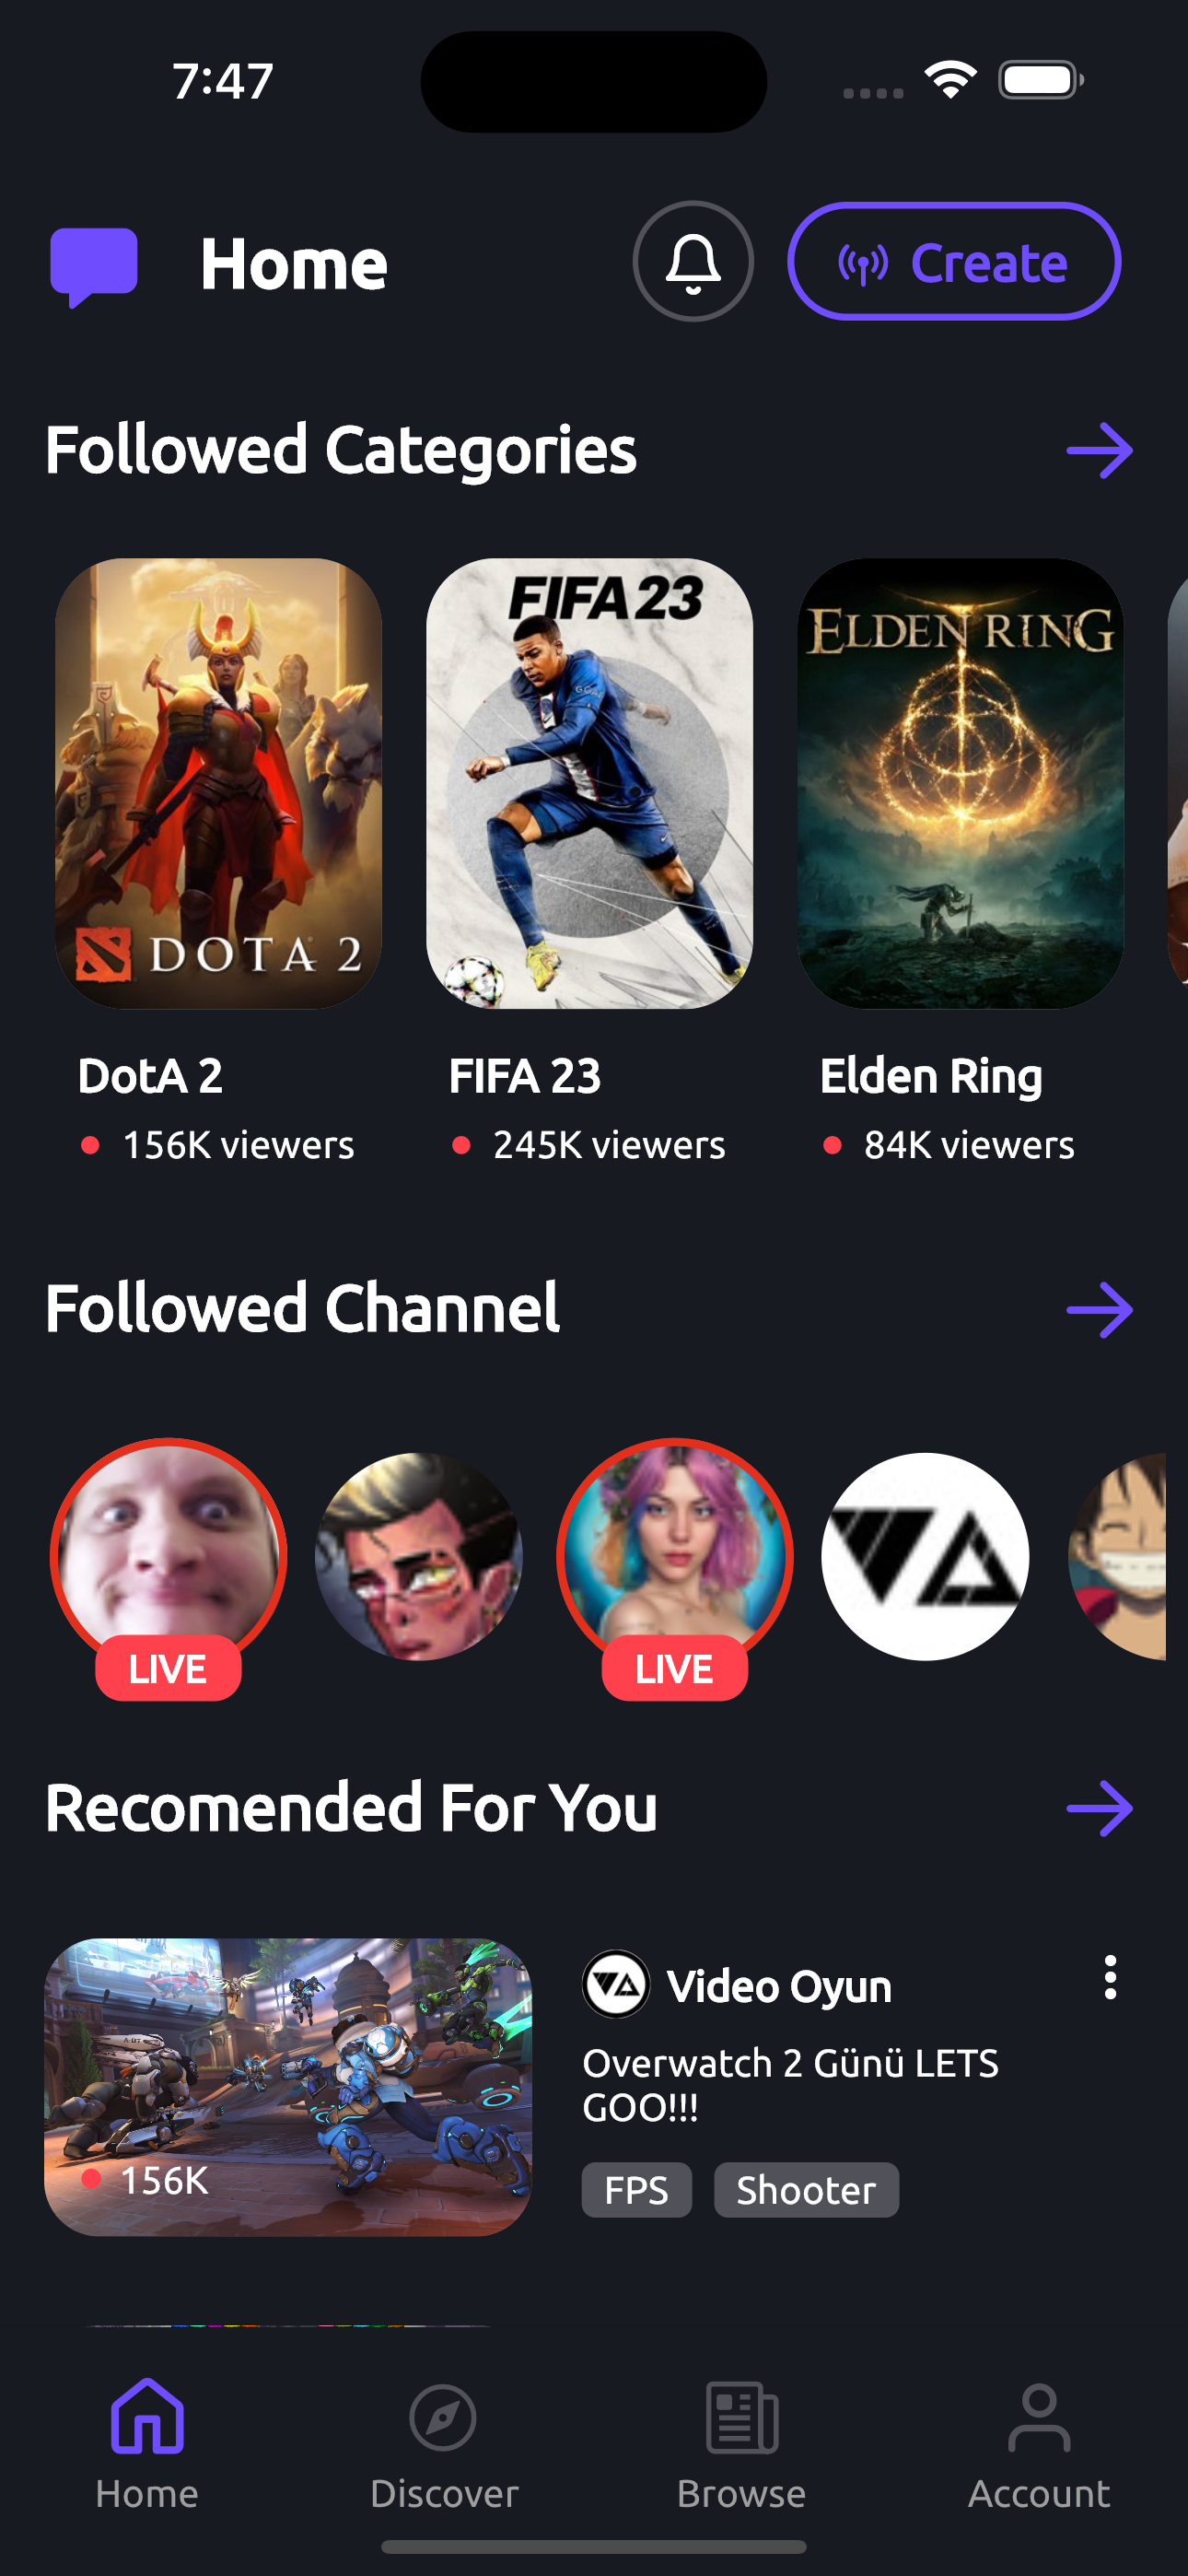 7:47
Home
Create
Followed Categories
FIFA 23
ELDEN RING
DOTA 2
DotA 2
FIFA 23
Elden Ring
156K viewers
245K viewers
84K viewers
Followed Channel
LIVE
LIVE
Recomended For You
Video Oyun
Overwatch 2 Günü LETS
GOO!!!
156K
FPS
Shooter
Home
Discover
Browse
Account